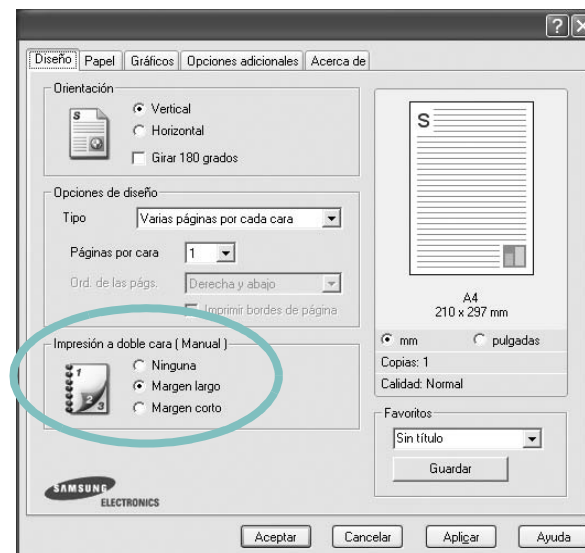 Diseño Papel Gráficos Opciones adicionales Acerca de
Orientación
S
Vertical
Horizontal
Girar 180 grados
Opciones de diseño
Tipo Varias páginas por cada cara
Páginas por cara 1
Ord. de las págs. Derecha y abajo
Imprimir bordes de página
Impresión a doble cara ( Manual )
1
2 3
Ninguna
Margen largo
Margen corto
SAMSUNG
ELECTRONICS
S
A4
210 x 297 mm
mm pulgadas
Copias: 1
Calidad: Normal
Favoritos
Sin título
Guardar
Aceptar Cancelar Aplicar Ayuda